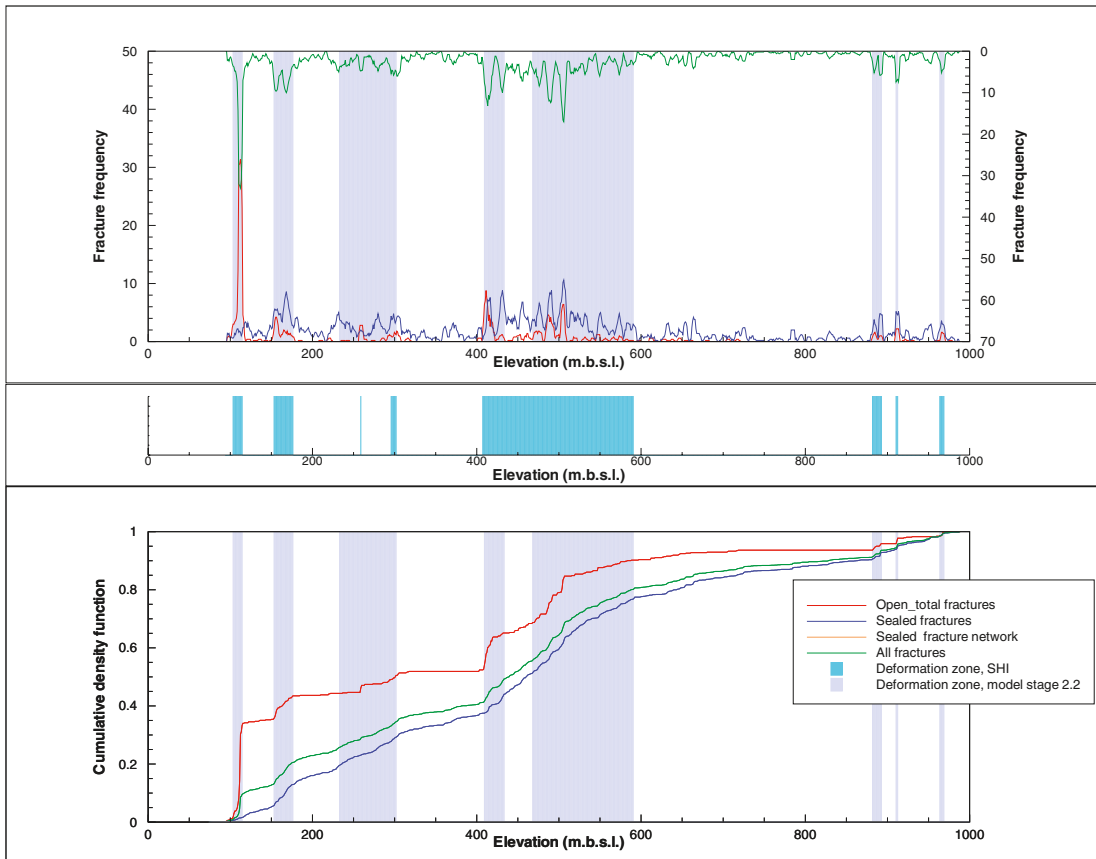 Fracture frequency
50
40
30
20
10
0
0
10
20
30
40
50
60
70
Fracture frequency
0 200 400 600 800 1000
Elevation (m.b.s.l.)
0 200 400 600 800 1000
Elevation (m.b.s.l.)
Cumulative density function
1
0.8
0.6
0.4
0.2
0
0 200 400 600 800 1000
Elevation (m.b.s.l.)
Open_total fractures
Sealed fractures
Sealed fracture network
All fractures
Deformation zone, SHI
Deformation zone, model stage 2.2